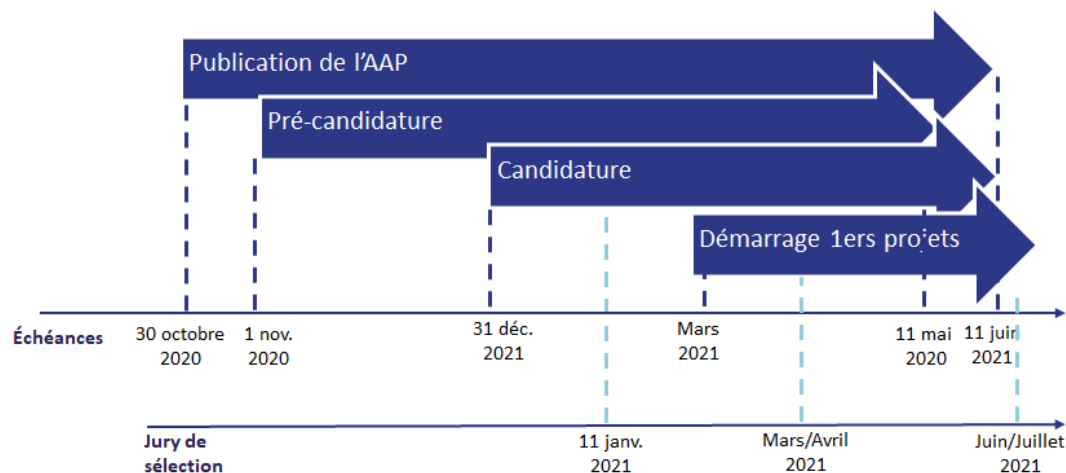 Publication de l'AAP
Pré-candidature
Candidature
Démarrage 1ers projets
Échéances
30 octobre
2020
1 nov.
2020
31 déc.
2021
Mars
2021
11 mai
2020
11 juin
2021
Jury de
sélection
11 janv.
2021
Mars/Avril
2021
Juin/Juillet
2021